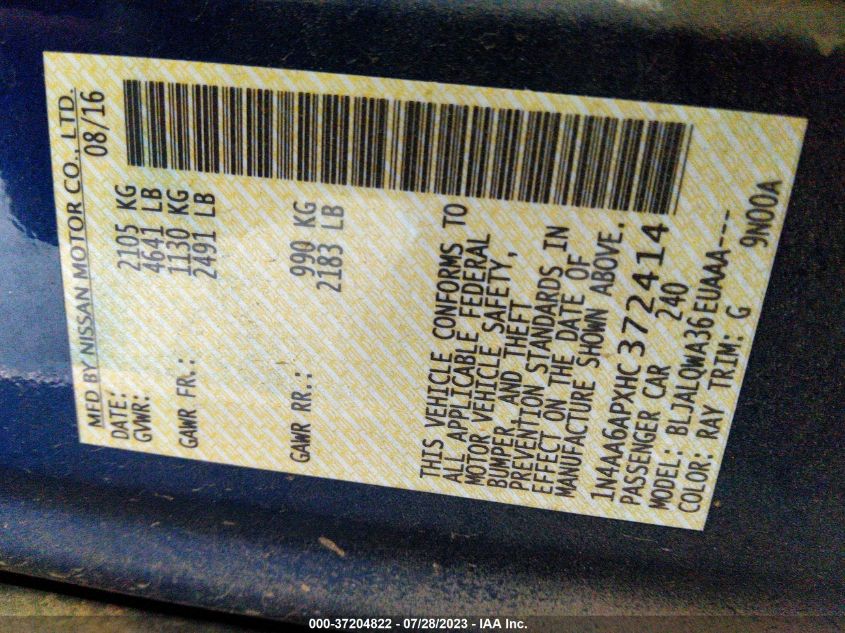 MFD BY NISSAN MOTOR CO., LTD.
DATE: 08/16
GVWR: 2105 KG
4641 LB
GAWR FR.: 1130 KG
2491 LB
GAWR RR.: 990 KG
2183 LB
THIS VEHICLE CONFORMS TO
ALL APPLICABLE FEDERAL
MOTOR VEHICLE SAFETY,
BUMPER, AND THEFT
PREVENTION STANDARDS IN
EFFECT ON THE DATE OF
MANUFACTURE SHOWN ABOVE.
1N4AA6APXHC372414
PASSENGER CAR 240
MODEL: BLJALQWA36EUAAA---
COLOR: RAY TRIM: G 9N00A
000-37204822 - 07/28/2023 - IAA Inc.